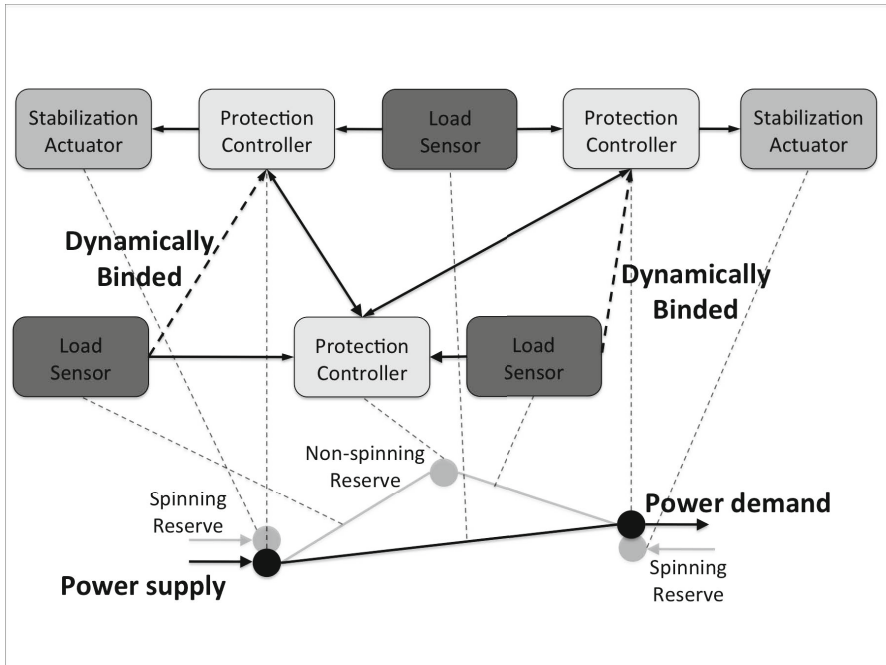 Stabilization
Actuator
Protection
Controller
Load
Sensor
Protection
Controller
Stabilization
Actuator
Dynamically
Binded
Dynamically
Binded
Load
Sensor
Protection
Controller
Load
Sensor
Non-spinning
Reserve
Spinning
Reserve
Power demand
Power supply
Spinning
Reserve